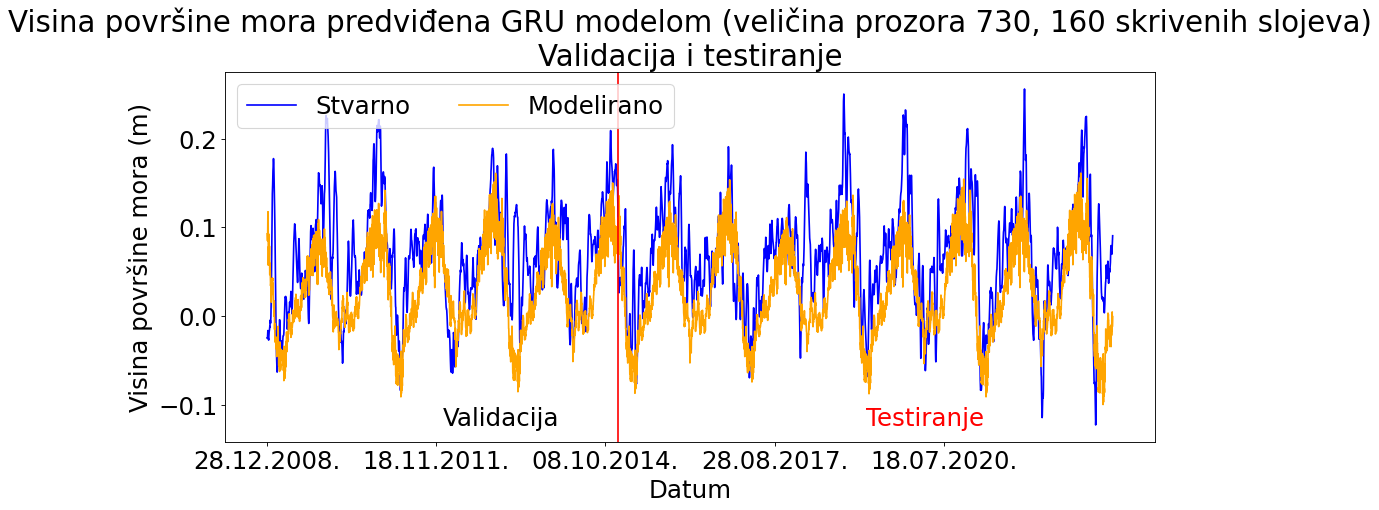 Visina površine mora predviđena GRU modelom (veličina prozora 730, 160 skrivenih slojeva)
Validacija i testiranje
Stvarno
Modelirano
Visina površine mora (m)
0.2
0.1
0.0
−0.1
Validacija
Testiranje
28.12.2008.
18.11.2011.
08.10.2014.
28.08.2017.
18.07.2020.
Datum